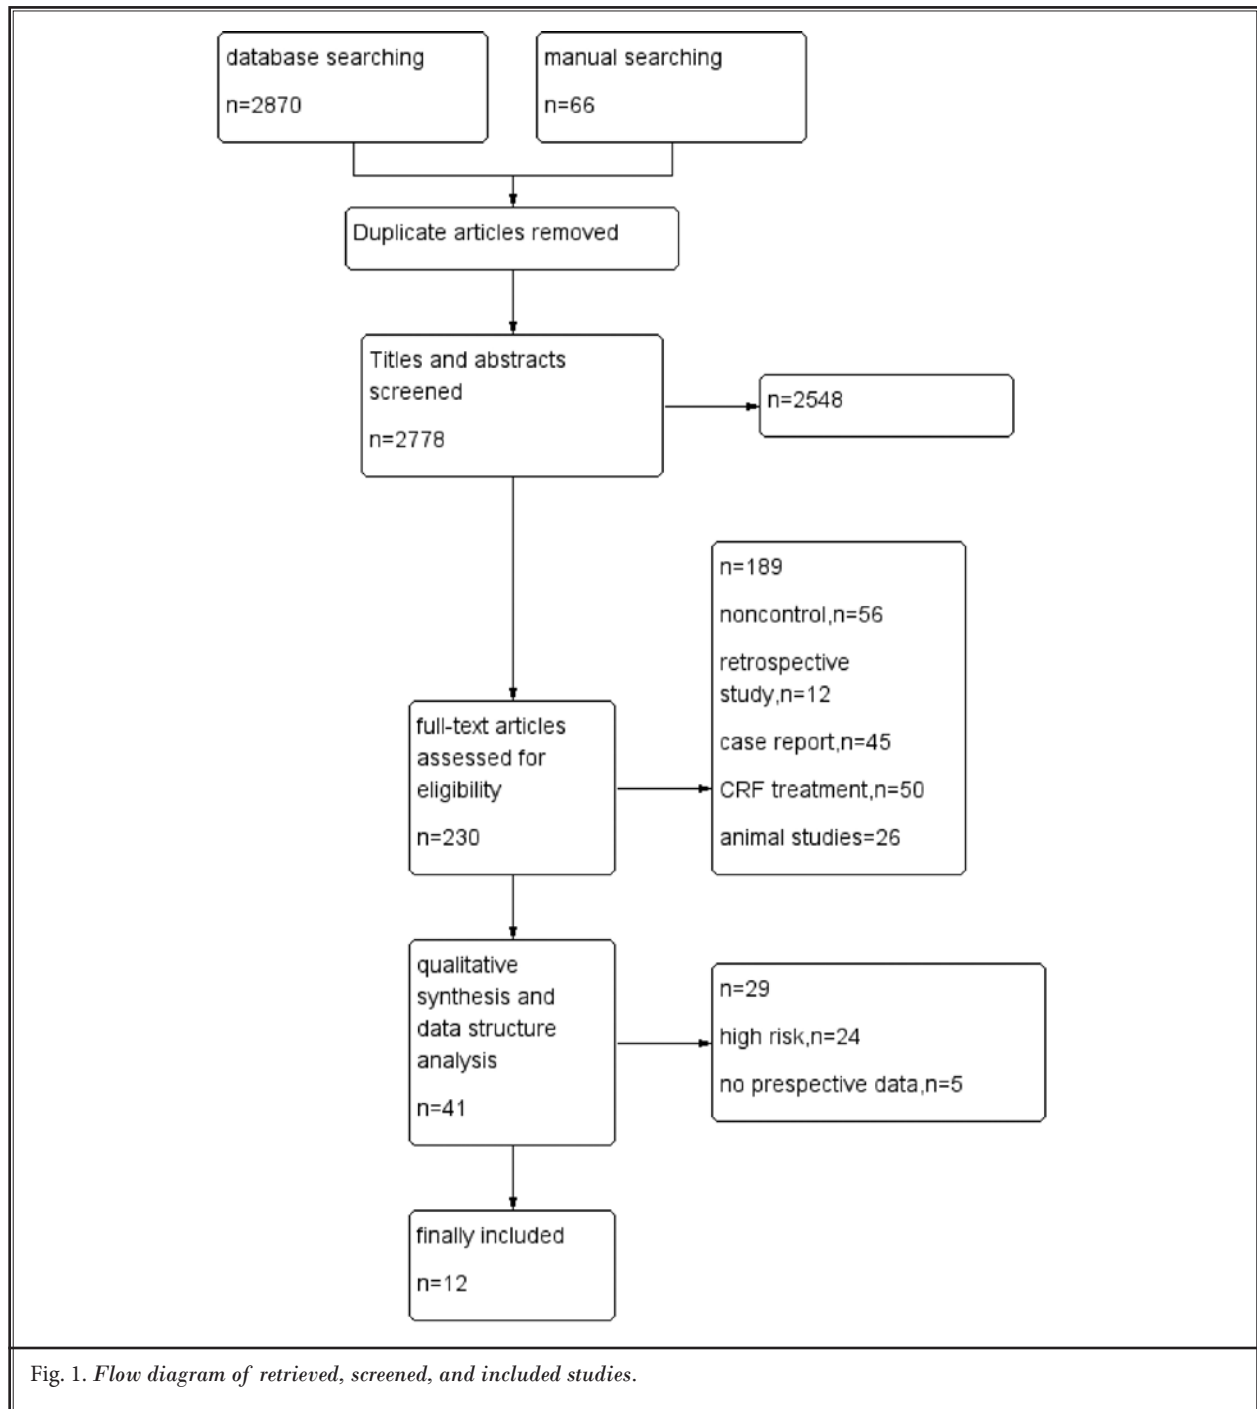 database searching
n=2870
manual searching
n=66
Duplicate articles removed
Titles and abstracts
screened
n=2778
n=2548
n=189
noncontrol,n=56
retrospective
study,n=12
case report,n=45
CRF treatment,n=50
animal studies=26
full-text articles
assessed for
eligibility
n=230
qualitative
synthesis and
data structure
analysis
n=41
n=29
high risk,n=24
no prespective data,n=5
finally included
n=12
Fig. 1. Flow diagram of retrieved, screened, and included studies.